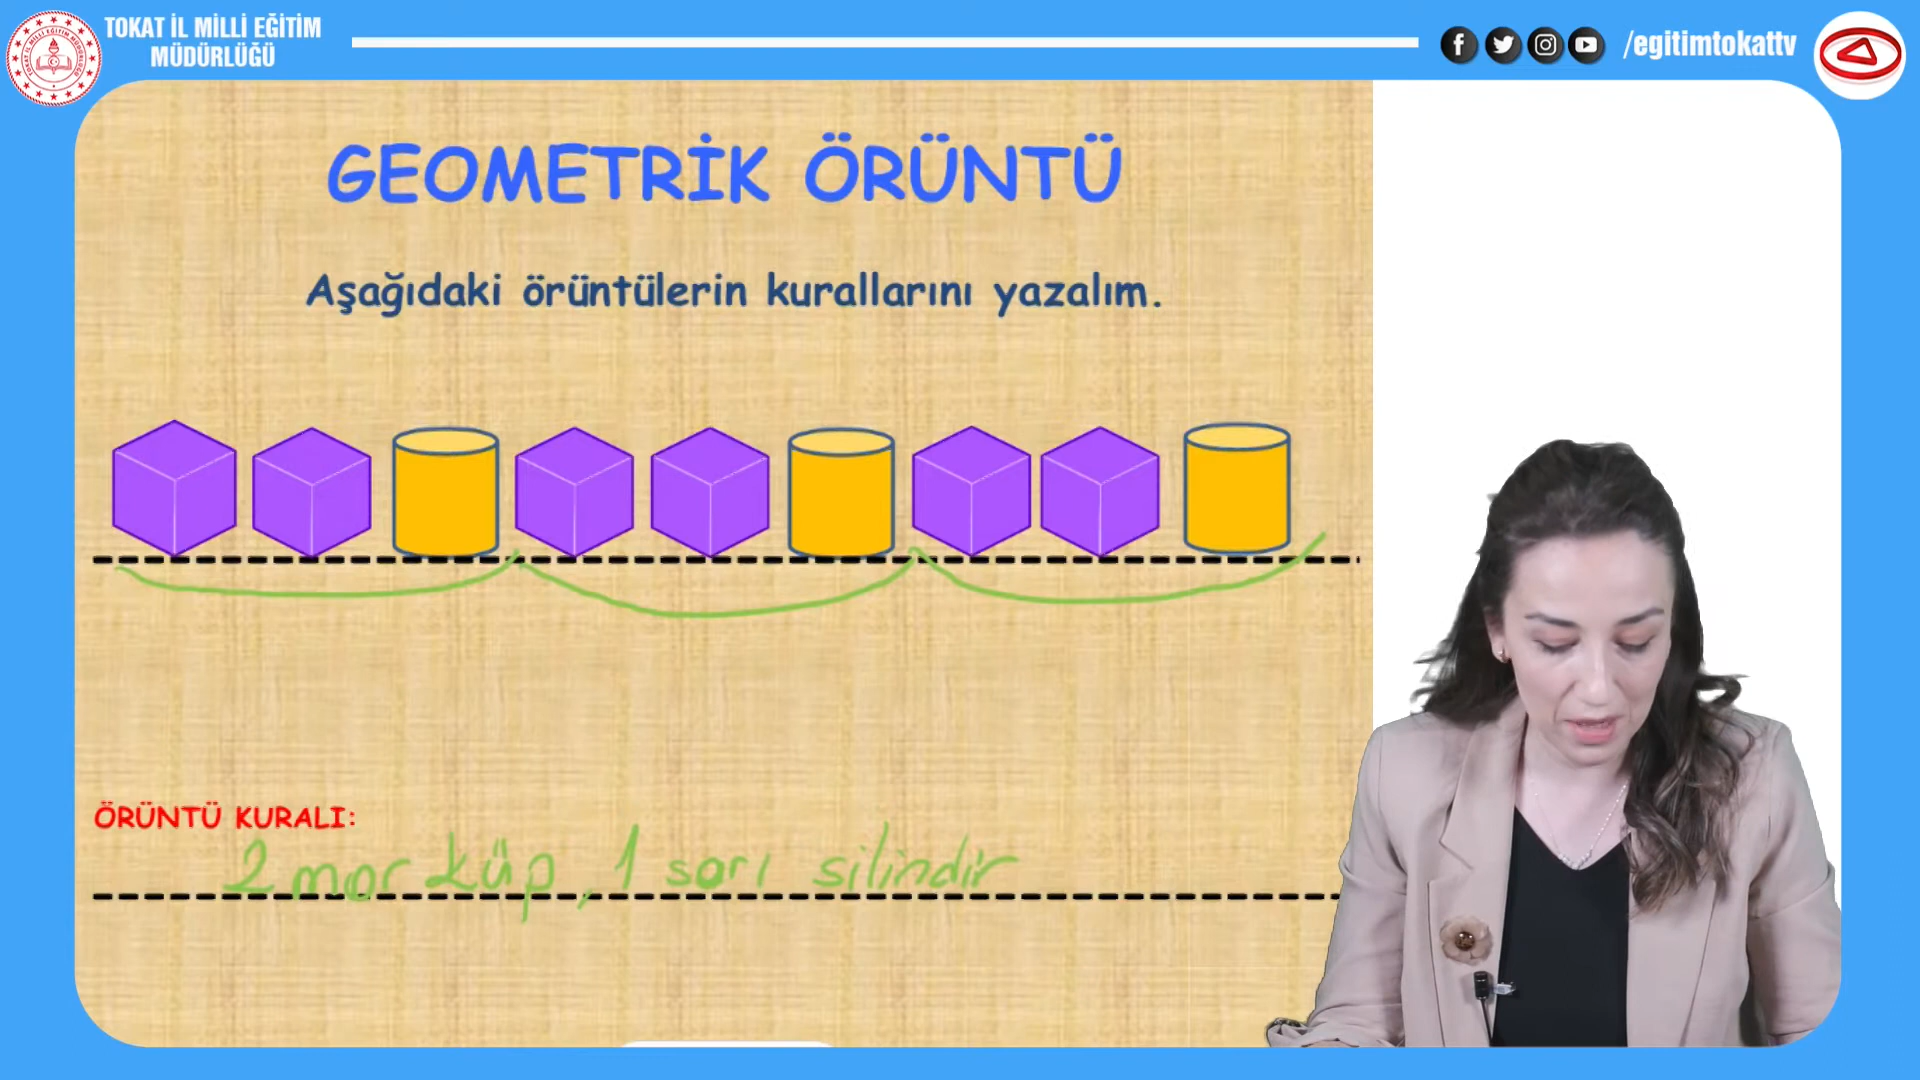 TOKAT İL MİLLİ EĞİTİM
MÜDÜRLÜĞÜ
/egitimtokattv
GEOMETRİK ÖRÜNTÜ
Aşağıdaki örüntülerin kurallarını yazalım.
ÖRÜNTÜ KURALI:
2 mor küp, 1 sarı silindir